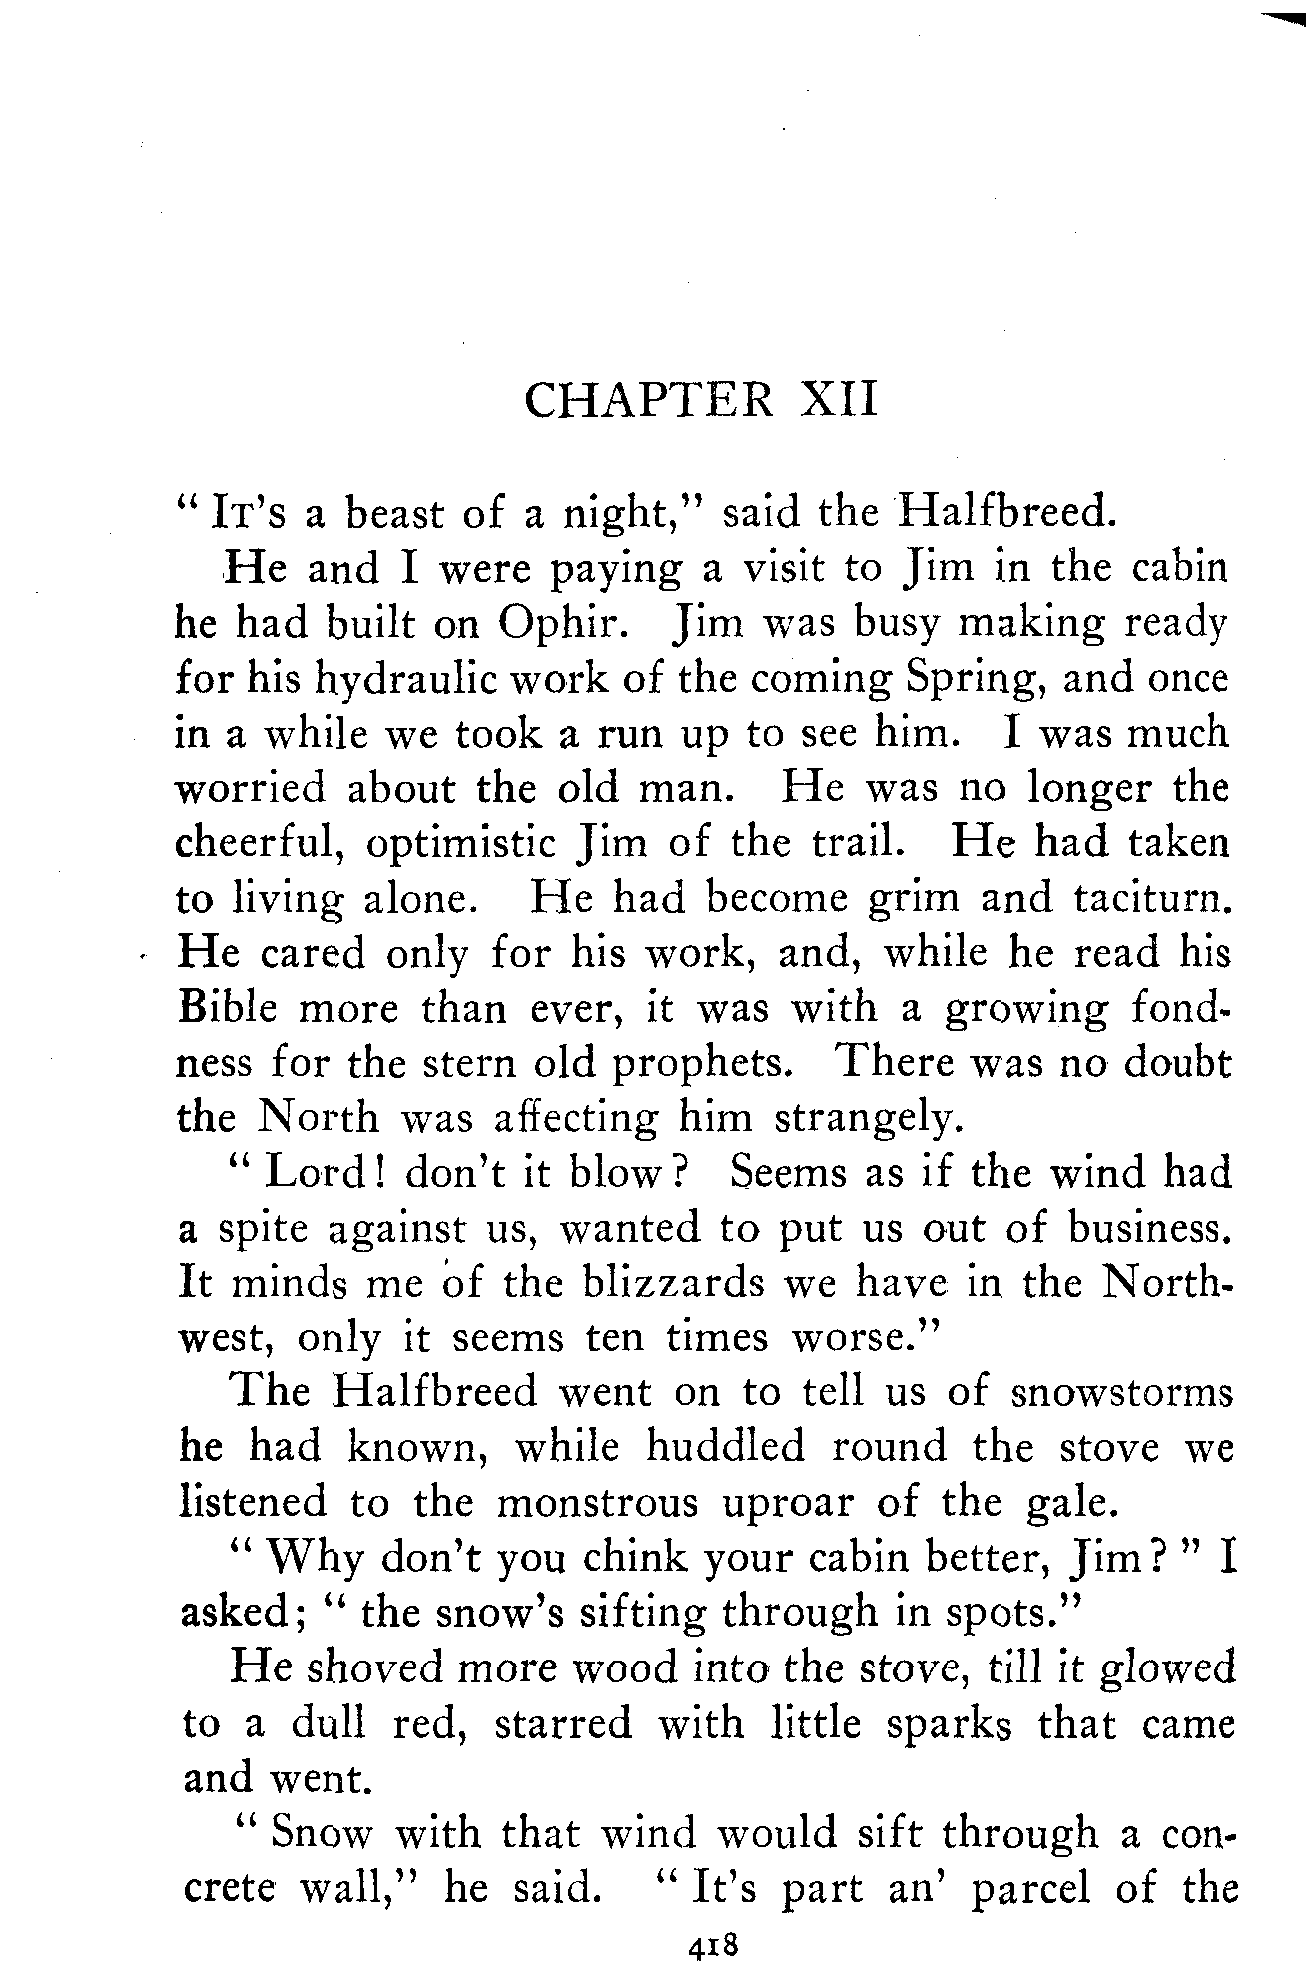 CHAPTER XII
" IT'S a beast of a night," said the Halfbreed.
He and I were paying a visit to Jim in the cabin
he had built on Ophir. Jim was busy making ready
for his hydraulic work of the coming Spring, and once
in a while we took a run up to see him. I was much
worried about the old man. He was no longer the
cheerful, optimistic Jim of the trail. He had taken
to living alone. He had become grim and taciturn.
He cared only for his work, and, while he read his
Bible more than ever, it was with a growing fond-
ness for the stern old prophets. There was no doubt
the North was affecting him strangely.
" Lord! don't it blow? Seems as if the wind had
a spite against us, wanted to put us out of business.
It minds me of the blizzards we have in the North-
west, only it seems ten times worse."
The Halfbreed went on to tell us of snowstorms
he had known, while huddled round the stove we
listened to the monstrous uproar of the gale.
" Why don't you chink your cabin better, Jim? " I
asked; " the snow's sifting through in spots."
He shoved more wood into the stove, till it glowed
to a dull red, starred with little sparks that came
and went.
" Snow with that wind would sift through a con-
crete wall," he said. " It's part an' parcel of the
418